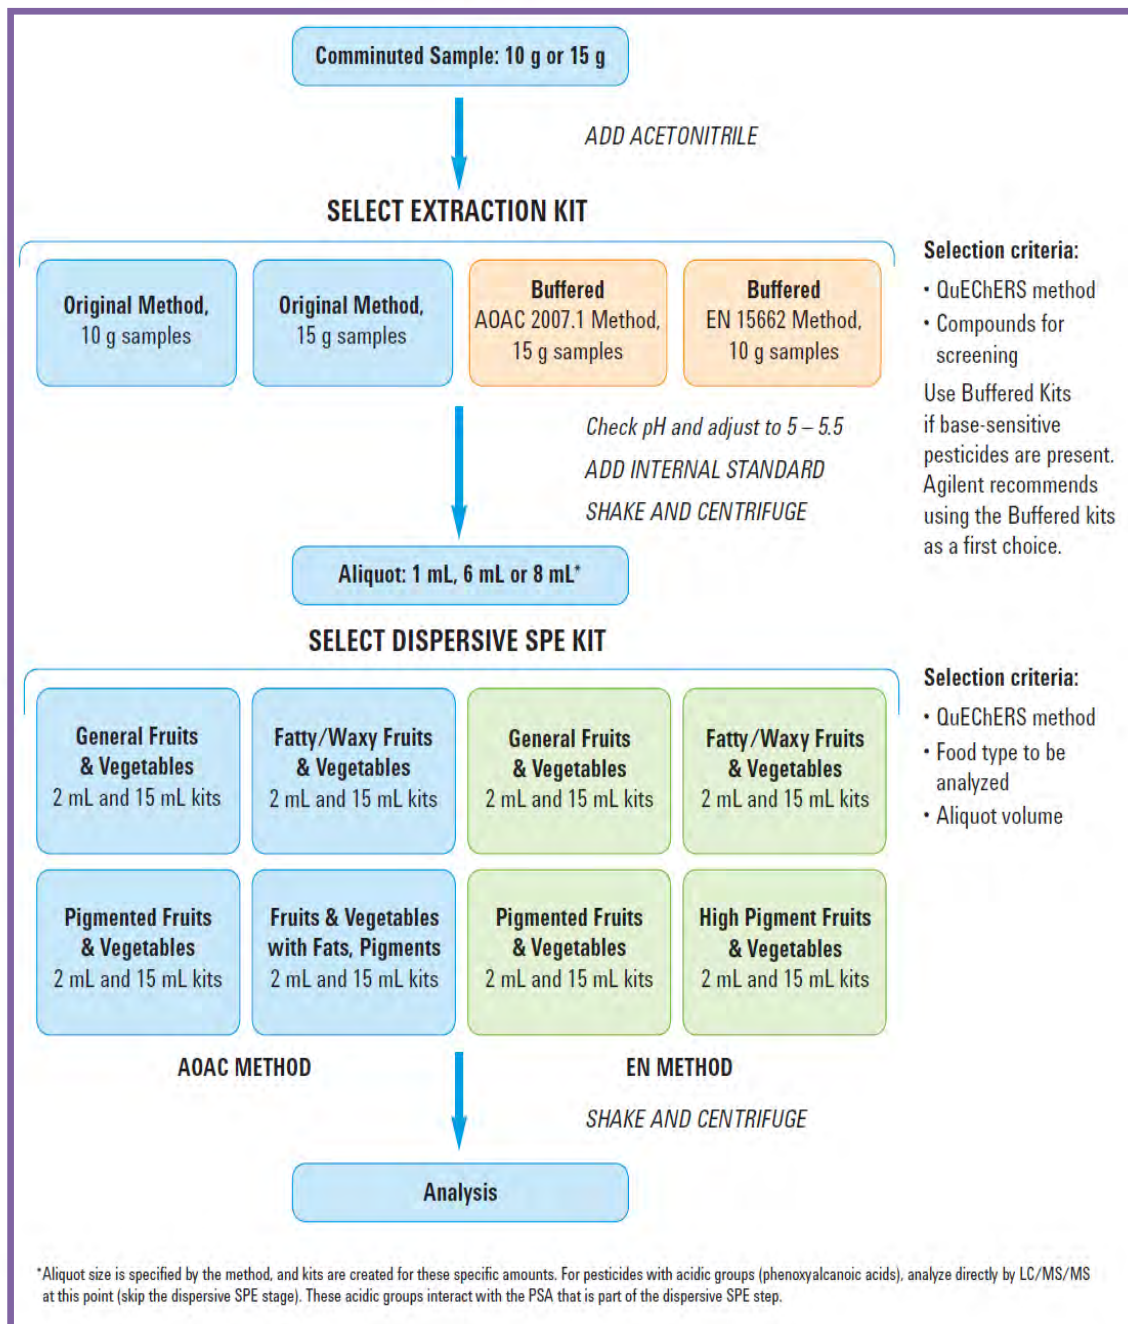 Comminuted Sample: 10 g or 15 g
ADD ACETONITRILE
SELECT EXTRACTION KIT
Original Method,
10 g samples
Original Method,
15 g samples
Buffered
AOAC 2007.1 Method,
15 g samples
Buffered
EN 15662 Method,
10 g samples
Selection criteria:
• QuEChERS method
• Compounds for
screening
Use Buffered Kits
if base-sensitive
pesticides are present.
Agilent recommends
using the Buffered kits
as a first choice.
Check pH and adjust to 5 – 5.5
ADD INTERNAL STANDARD
SHAKE AND CENTRIFUGE
Aliquot: 1 mL, 6 mL or 8 mL*
SELECT DISPERSIVE SPE KIT
General Fruits
& Vegetables
2 mL and 15 mL kits
Fatty/Waxy Fruits
& Vegetables
2 mL and 15 mL kits
General Fruits
& Vegetables
2 mL and 15 mL kits
Fatty/Waxy Fruits
& Vegetables
2 mL and 15 mL kits
Selection criteria:
• QuEChERS method
• Food type to be
analyzed
• Aliquot volume
Pigmented Fruits
& Vegetables
2 mL and 15 mL kits
Fruits & Vegetables
with Fats, Pigments
2 mL and 15 mL kits
Pigmented Fruits
& Vegetables
2 mL and 15 mL kits
High Pigment Fruits
& Vegetables
2 mL and 15 mL kits
AOAC METHOD
EN METHOD
SHAKE AND CENTRIFUGE
Analysis
*Aliquot size is specified by the method, and kits are created for these specific amounts. For pesticides with acidic groups (phenoxyalcanoic acids), analyze directly by LC/MS/MS
at this point (skip the dispersive SPE stage). These acidic groups interact with the PSA that is part of the dispersive SPE step.